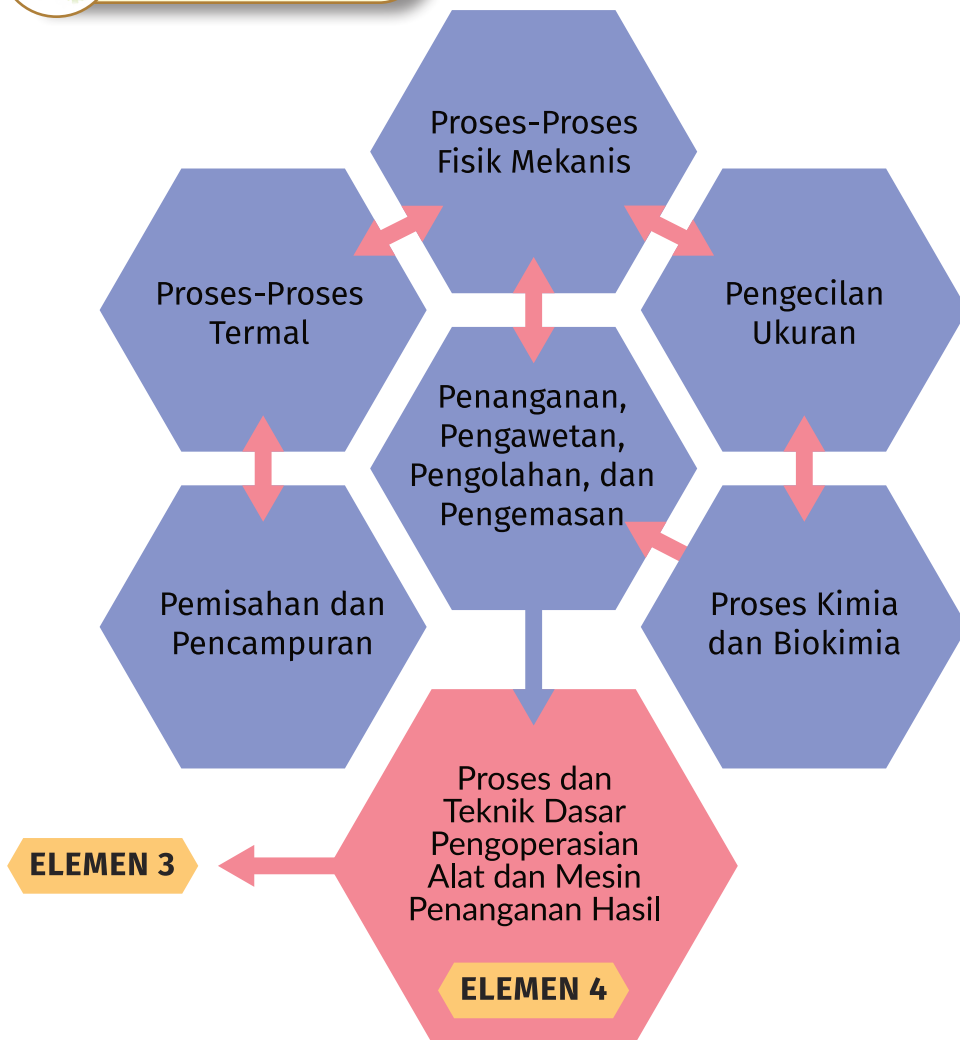 Proses-Proses
Fisik Mekanis
Proses-Proses
Termal
Pengecilan
Ukuran
Penanganan,
Pengawetan,
Pengolahan, dan
Pengemasan
Pemisahan dan
Pencampuran
Proses Kimia
dan Biokimia
Proses dan
Teknik Dasar
Pengoperasian
Alat dan Mesin
Penanganan Hasil
ELEMEN 3
ELEMEN 4